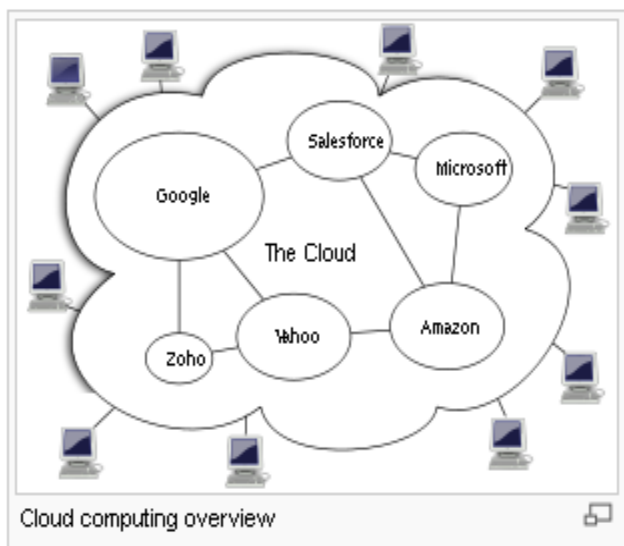 Salesforce
Microsoft
Google
The Cloud
Zoho
Yahoo
Amazon
Cloud computing overview